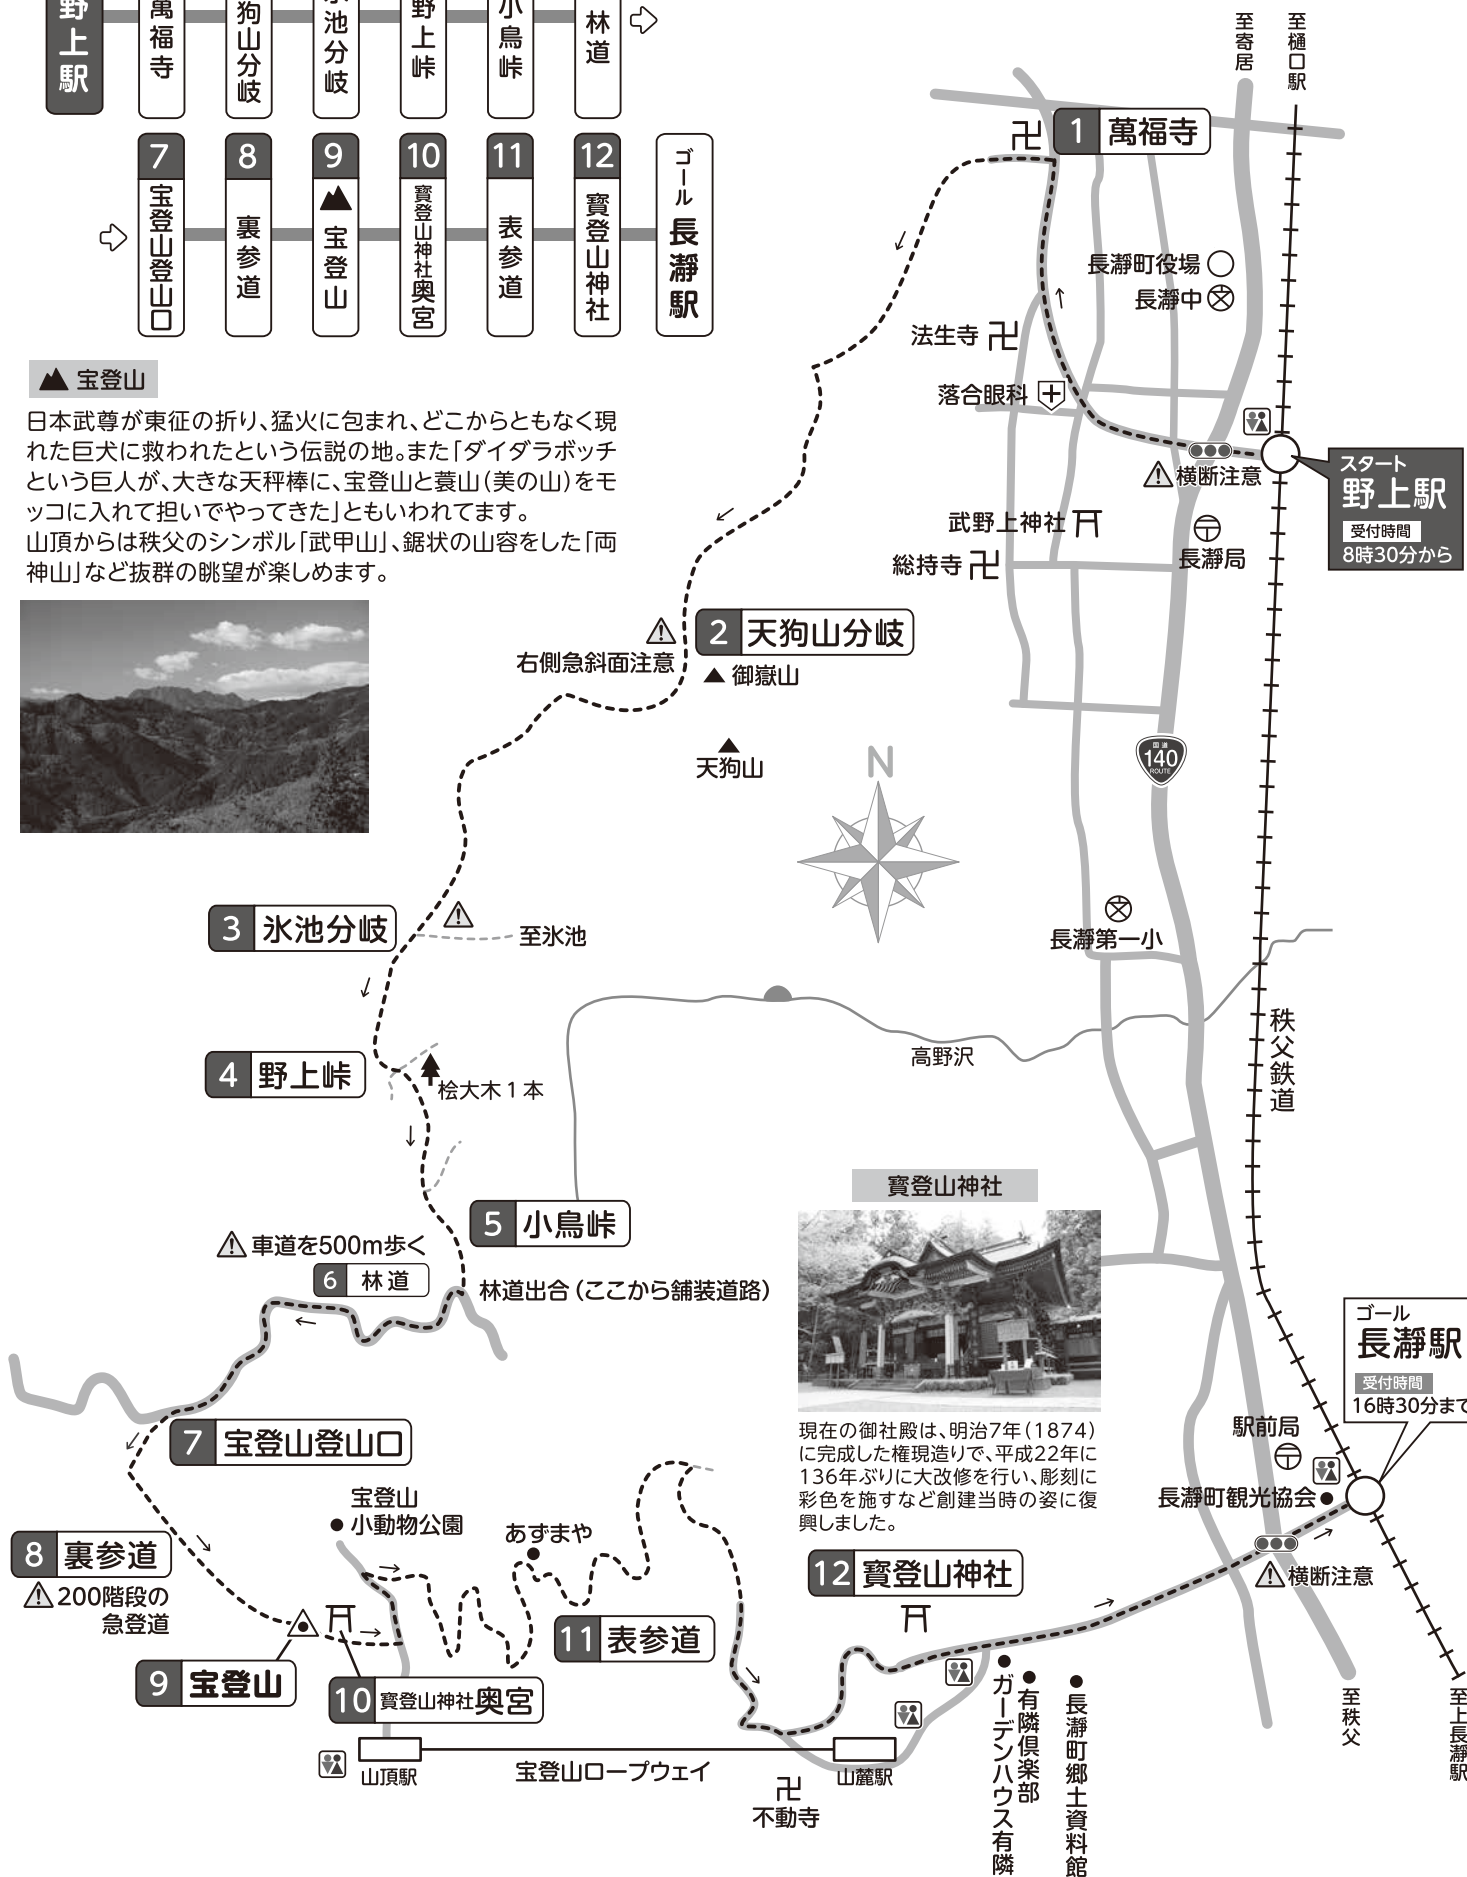 野上駅
萬福寺
狗山分岐
池分岐
野上峠
小鳥峠
林道
7 宝登山登山口
8 裏参道
9 宝登山
10 寳登山神社奥宮
11 表参道
12 寳登山神社
ゴール 長瀞駅
宝登山
日本武尊が東征の折り、猛火に包まれ、どこからともなく現
れた巨犬に救われたという伝説の地。また「ダイダラボッチ
という巨人が、大きな天秤棒に、宝登山と蓑山(美の山)をモ
ッコに入れて担いでやってきた」ともいわれてます。
山頂からは秩父のシンボル「武甲山」、鋸状の山容をした「両
神山」など抜群の眺望が楽しめます。
至寄居
至樋口駅
1 萬福寺
長瀞町役場
長瀞中
法生寺
落合眼科
横断注意
スタート
野上駅
受付時間
8時30分から
武野上神社
長瀞局
総持寺
2 天狗山分岐
右側急斜面注意
御嶽山
天狗山
N
国道
140
ROUTE
3 氷池分岐
至氷池
長瀞第一小
秩父鉄道
高野沢
4 野上峠
桧大木1本
5 小鳥峠
車道を500m歩く
6 林道
林道出合(ここから舗装道路)
寳登山神社
現在の御社殿は、明治7年(1874)
に完成した権現造りで、平成22年に
136年ぶりに大改修を行い、彫刻に
彩色を施すなど創建当時の姿に復
興しました。
ゴール
長瀞駅
受付時間
16時30分まで
駅前局
長瀞町観光協会
横断注意
7 宝登山登山口
宝登山
小動物公園
あずまや
8 裏参道
200階段の
急登道
9 宝登山
10 寳登山神社奥宮
11 表参道
12 寳登山神社
山頂駅
宝登山ロープウェイ
山麓駅
不動寺
ガーデンハウス有隣
有隣倶楽部
長瀞町郷土資料館
至秩父
至上長瀞駅